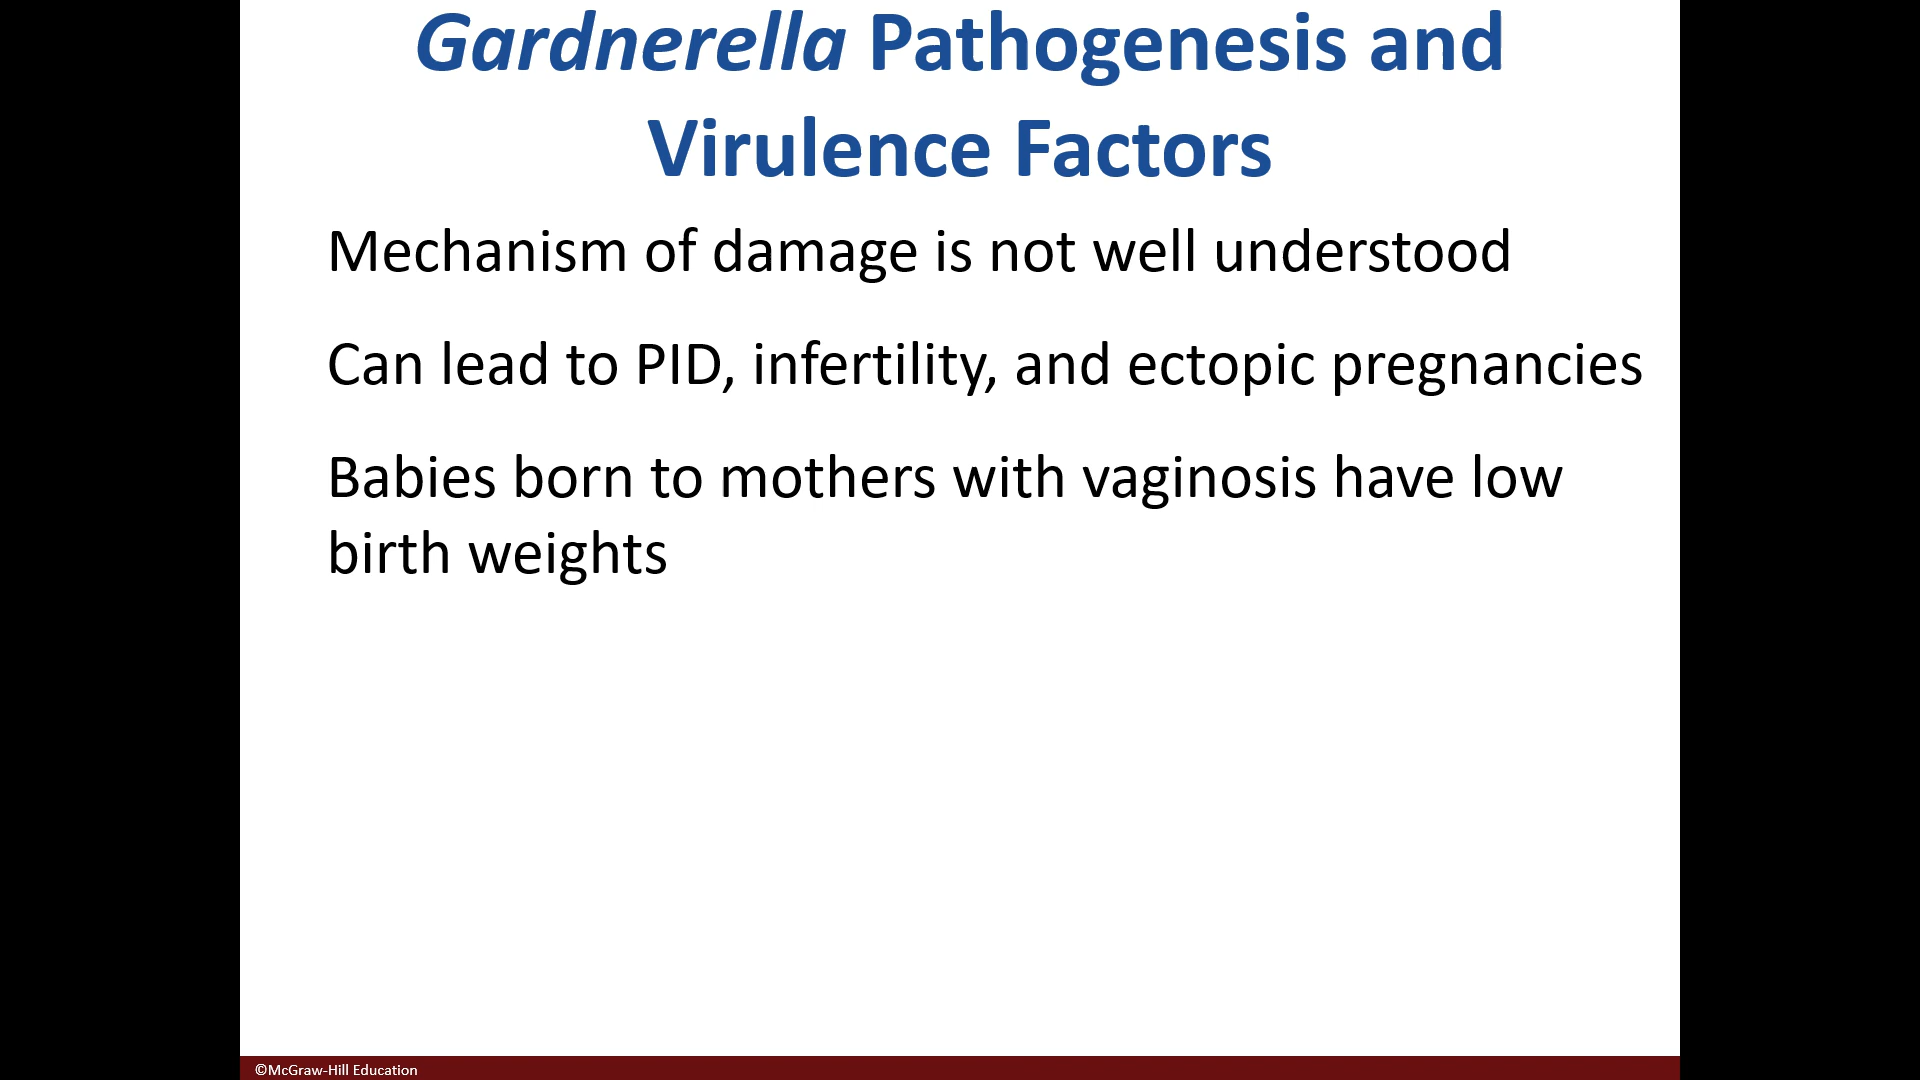 Gardnerella Pathogenesis and
Virulence Factors
Mechanism of damage is not well understood
Can lead to PID, infertility, and ectopic pregnancies
Babies born to mothers with vaginosis have low
birth weights
©McGraw-Hill Education